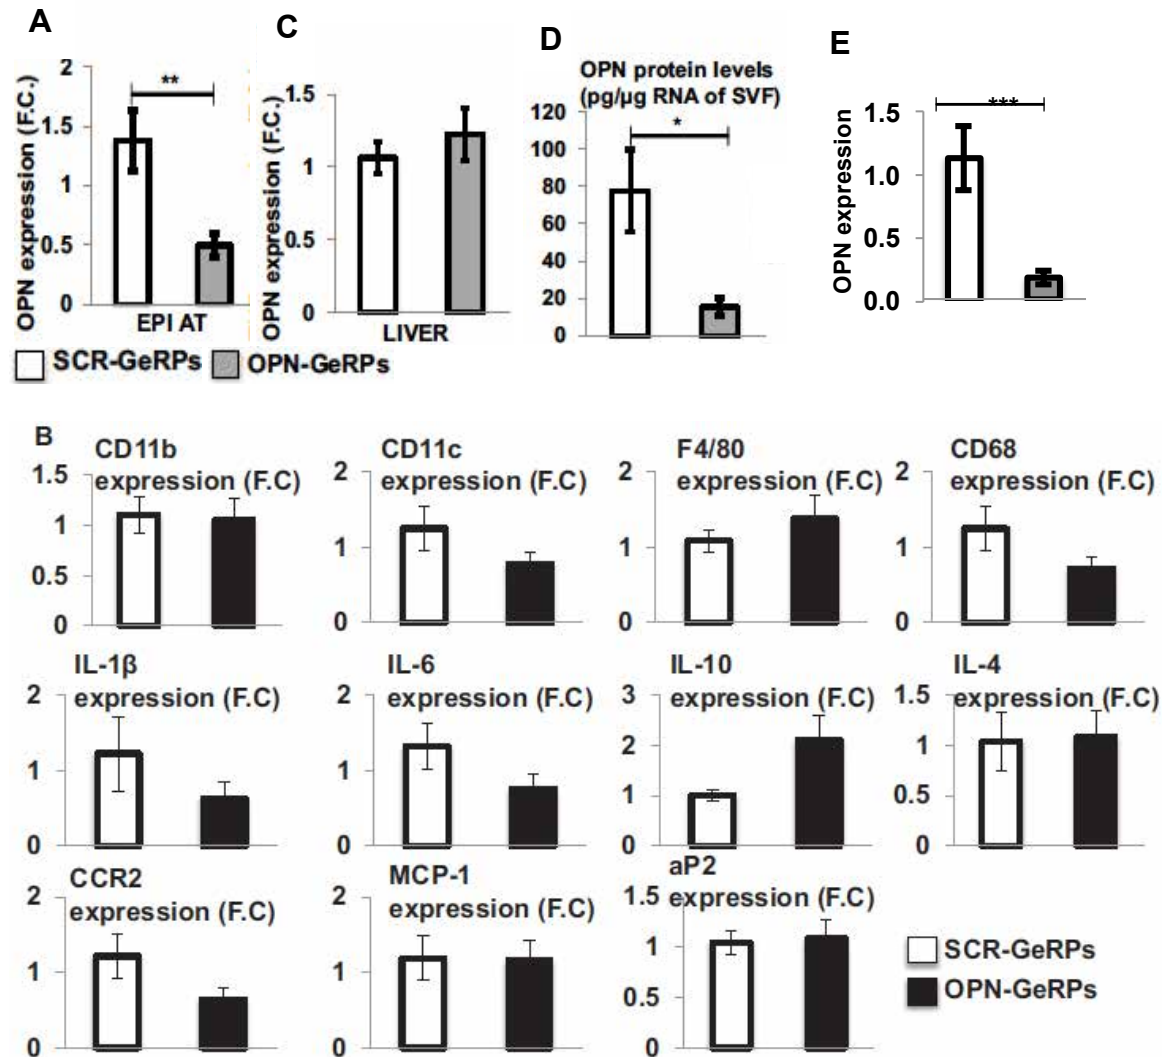 A
OPN expression (F.C.)
2
1.5
1
0.5
0
**
EPI AT
C
OPN expression (F.C.)
1.5
1
0.5
0
LIVER
D
OPN protein levels
(pg/µg RNA of SVF)
120
100
80
60
40
20
0
*
E
OPN expression
1.5
1.0
0.5
0.0
***
SCR-GeRPs
OPN-GeRPs
B
CD11b
expression (F.C)
1.5
1
0.5
0
CD11c
expression (F.C)
2
1
0
F4/80
expression (F.C)
2
1
0
CD68
expression (F.C)
2
1
0
IL-1β
expression (F.C)
2
1
0
IL-6
expression (F.C)
2
1
0
IL-10
expression (F.C)
3
2
1
0
IL-4
expression (F.C)
1.5
1
0.5
0
CCR2
expression (F.C)
2
1
0
MCP-1
expression (F.C)
2
1
0
aP2
expression (F.C)
1.5
1
0.5
0
SCR-GeRPs
OPN-GeRPs